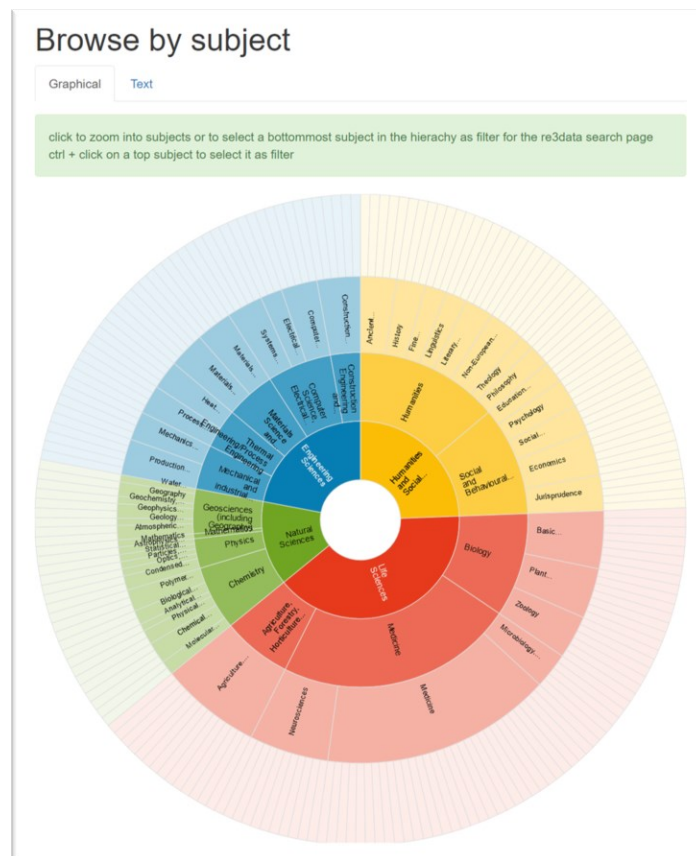 Browse by subject
Graphical
Text
click to zoom into subjects or to select a bottommost subject in the hierachy as filter for the re3data search page
ctrl + click on a top subject to select it as filter
Humanities
and
Social...
Humanities
Social
and
Behavioural...
Ancient...
History
Fine...
Linguistics
Literary...
Non-European...
Theology
Philosophy
Education...
Psychology
Social...
Economics
Jurisprudence
Life
Sciences
Biology
Medicine
Agriculture,
Forestry,
Horticulture...
Basic...
Plant...
Zoology
Microbiology,...
Medicine
Neurosciences
Agriculture,...
Natural
Sciences
Chemistry
Physics
Mathematics
Geosciences
(including
Geography)
Molecular...
Chemical...
Physical...
Analytical...
Biological...
Polymer...
Condensed...
Optics,...
Particles...
Statistical...
Astrophysics...
Mathematics
Atmospheric...
Geology...
Geophysics...
Geochemistry,...
Geography
Water...
Engineering
Sciences
Mechanical
and
industrial
Engineering
Thermal
Engineering/Process
Materials
Science
and
Computer
Science,
Electrical
Construction
Engineering
and...
Production...
Mechanics...
Process...
Heat...
Materials...
Materials...
Systems...
Electrical...
Computer...
Construction...